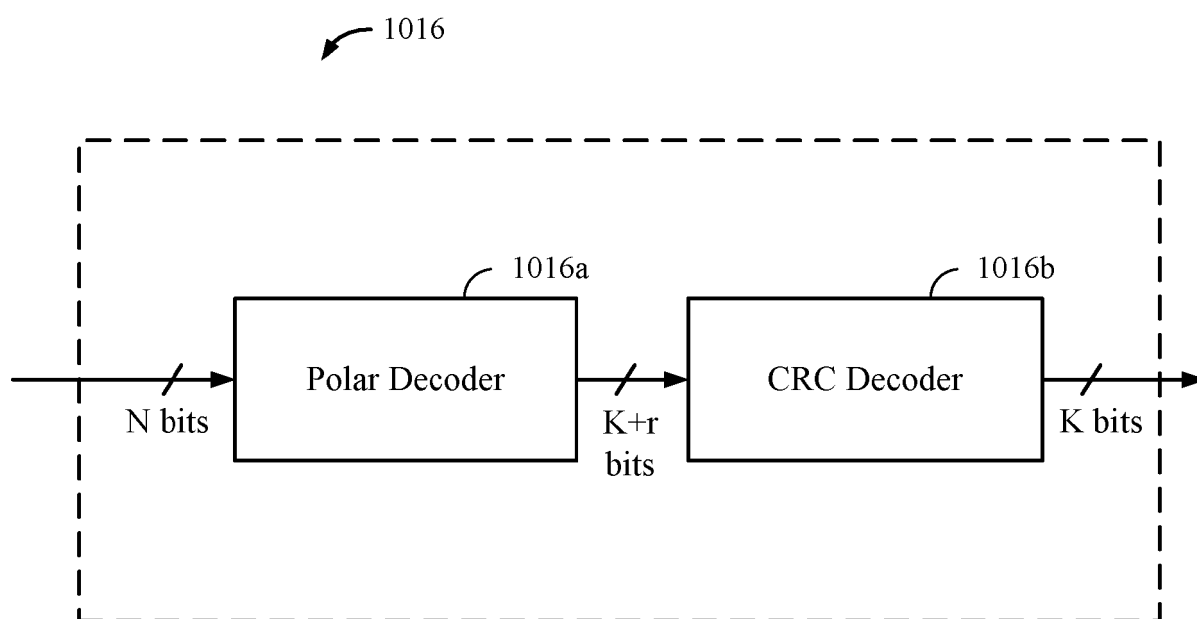 1016
1016a
1016b
Polar Decoder
CRC Decoder
N bits
K+r
bits
K bits